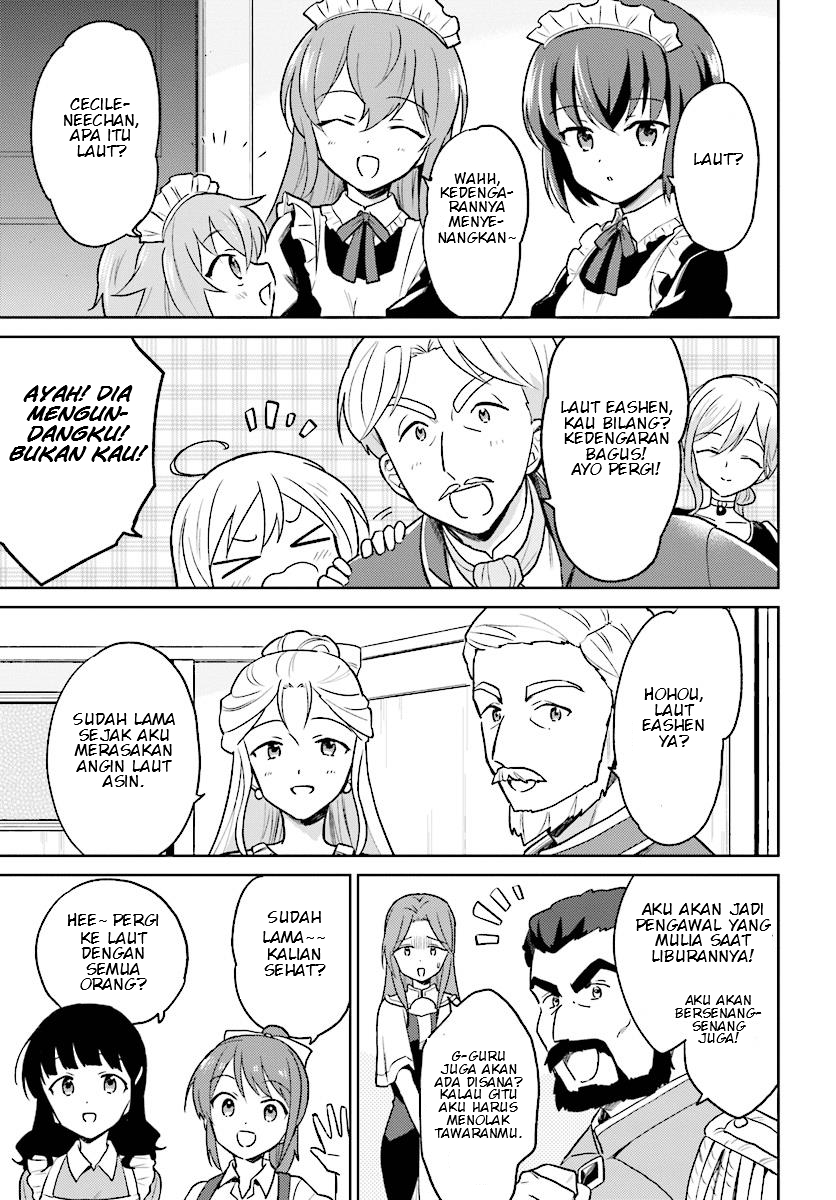 LAUT?
WAHH,
KEDENGA-
RANNYA
MENYE-
NANGKAN~
CECILE-
NEECHAN,
APA ITU
LAUT?
LAUT EASHEN,
KAU BILANG?
KEDENGARAN
BAGUS!
AYO PERGI!
AYAH! DIA
MENGUN-
DANGKU!
BUKAN KAU!
HOHOU,
LAUT
EASHEN
YA?
SUDAH LAMA
SEJAK AKU
MERASAKAN
ANGIN LAUT
ASIN.
AKU AKAN JADI
PENGAWAL YANG
MULIA SAAT
LIBURANNYA!
AKU AKAN
BERSENANG-
SENANG
JUGA!
G-GURU
JUGA AKAN
ADA DISANA?
KALAU GITU
AKU HARUS
MENOLAK
TAWARANMU.
SUDAH
LAMA~~
KALIAN
SEHAT?
HEE~ PERGI
KE LAUT
DENGAN
SEMUA
ORANG?